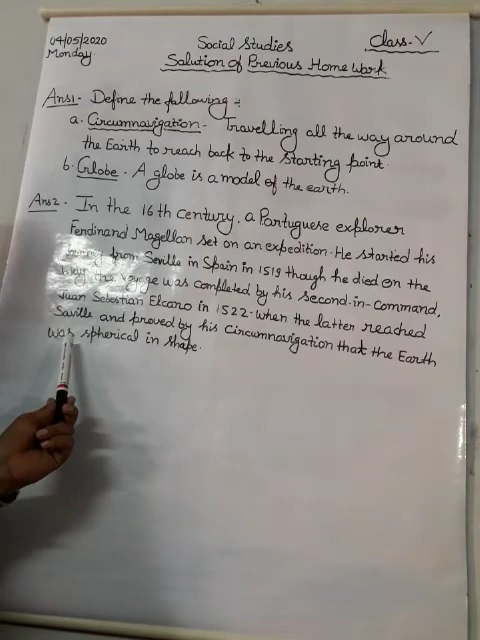 04/05/2020 Social Studies Class-V
Monday Solution of Previous Home Work
Ans1- Define the following :
a. Circumnavigation- Travelling all the way around
the Earth to reach back to the starting point.
b. Globe. A globe is a model of the earth.
Ans2- In the 16th century, a Portuguese explorer
Ferdinand Magellan set on an expedition. He started his
journey from Seville in Spain in 1519 though he died on the
way, the voyage was completed by his second-in-command,
Juan Sebestian Elcano in 1522. when the latter reached
Saville and proved by his Circumnavigation that the Earth
was spherical in shape.